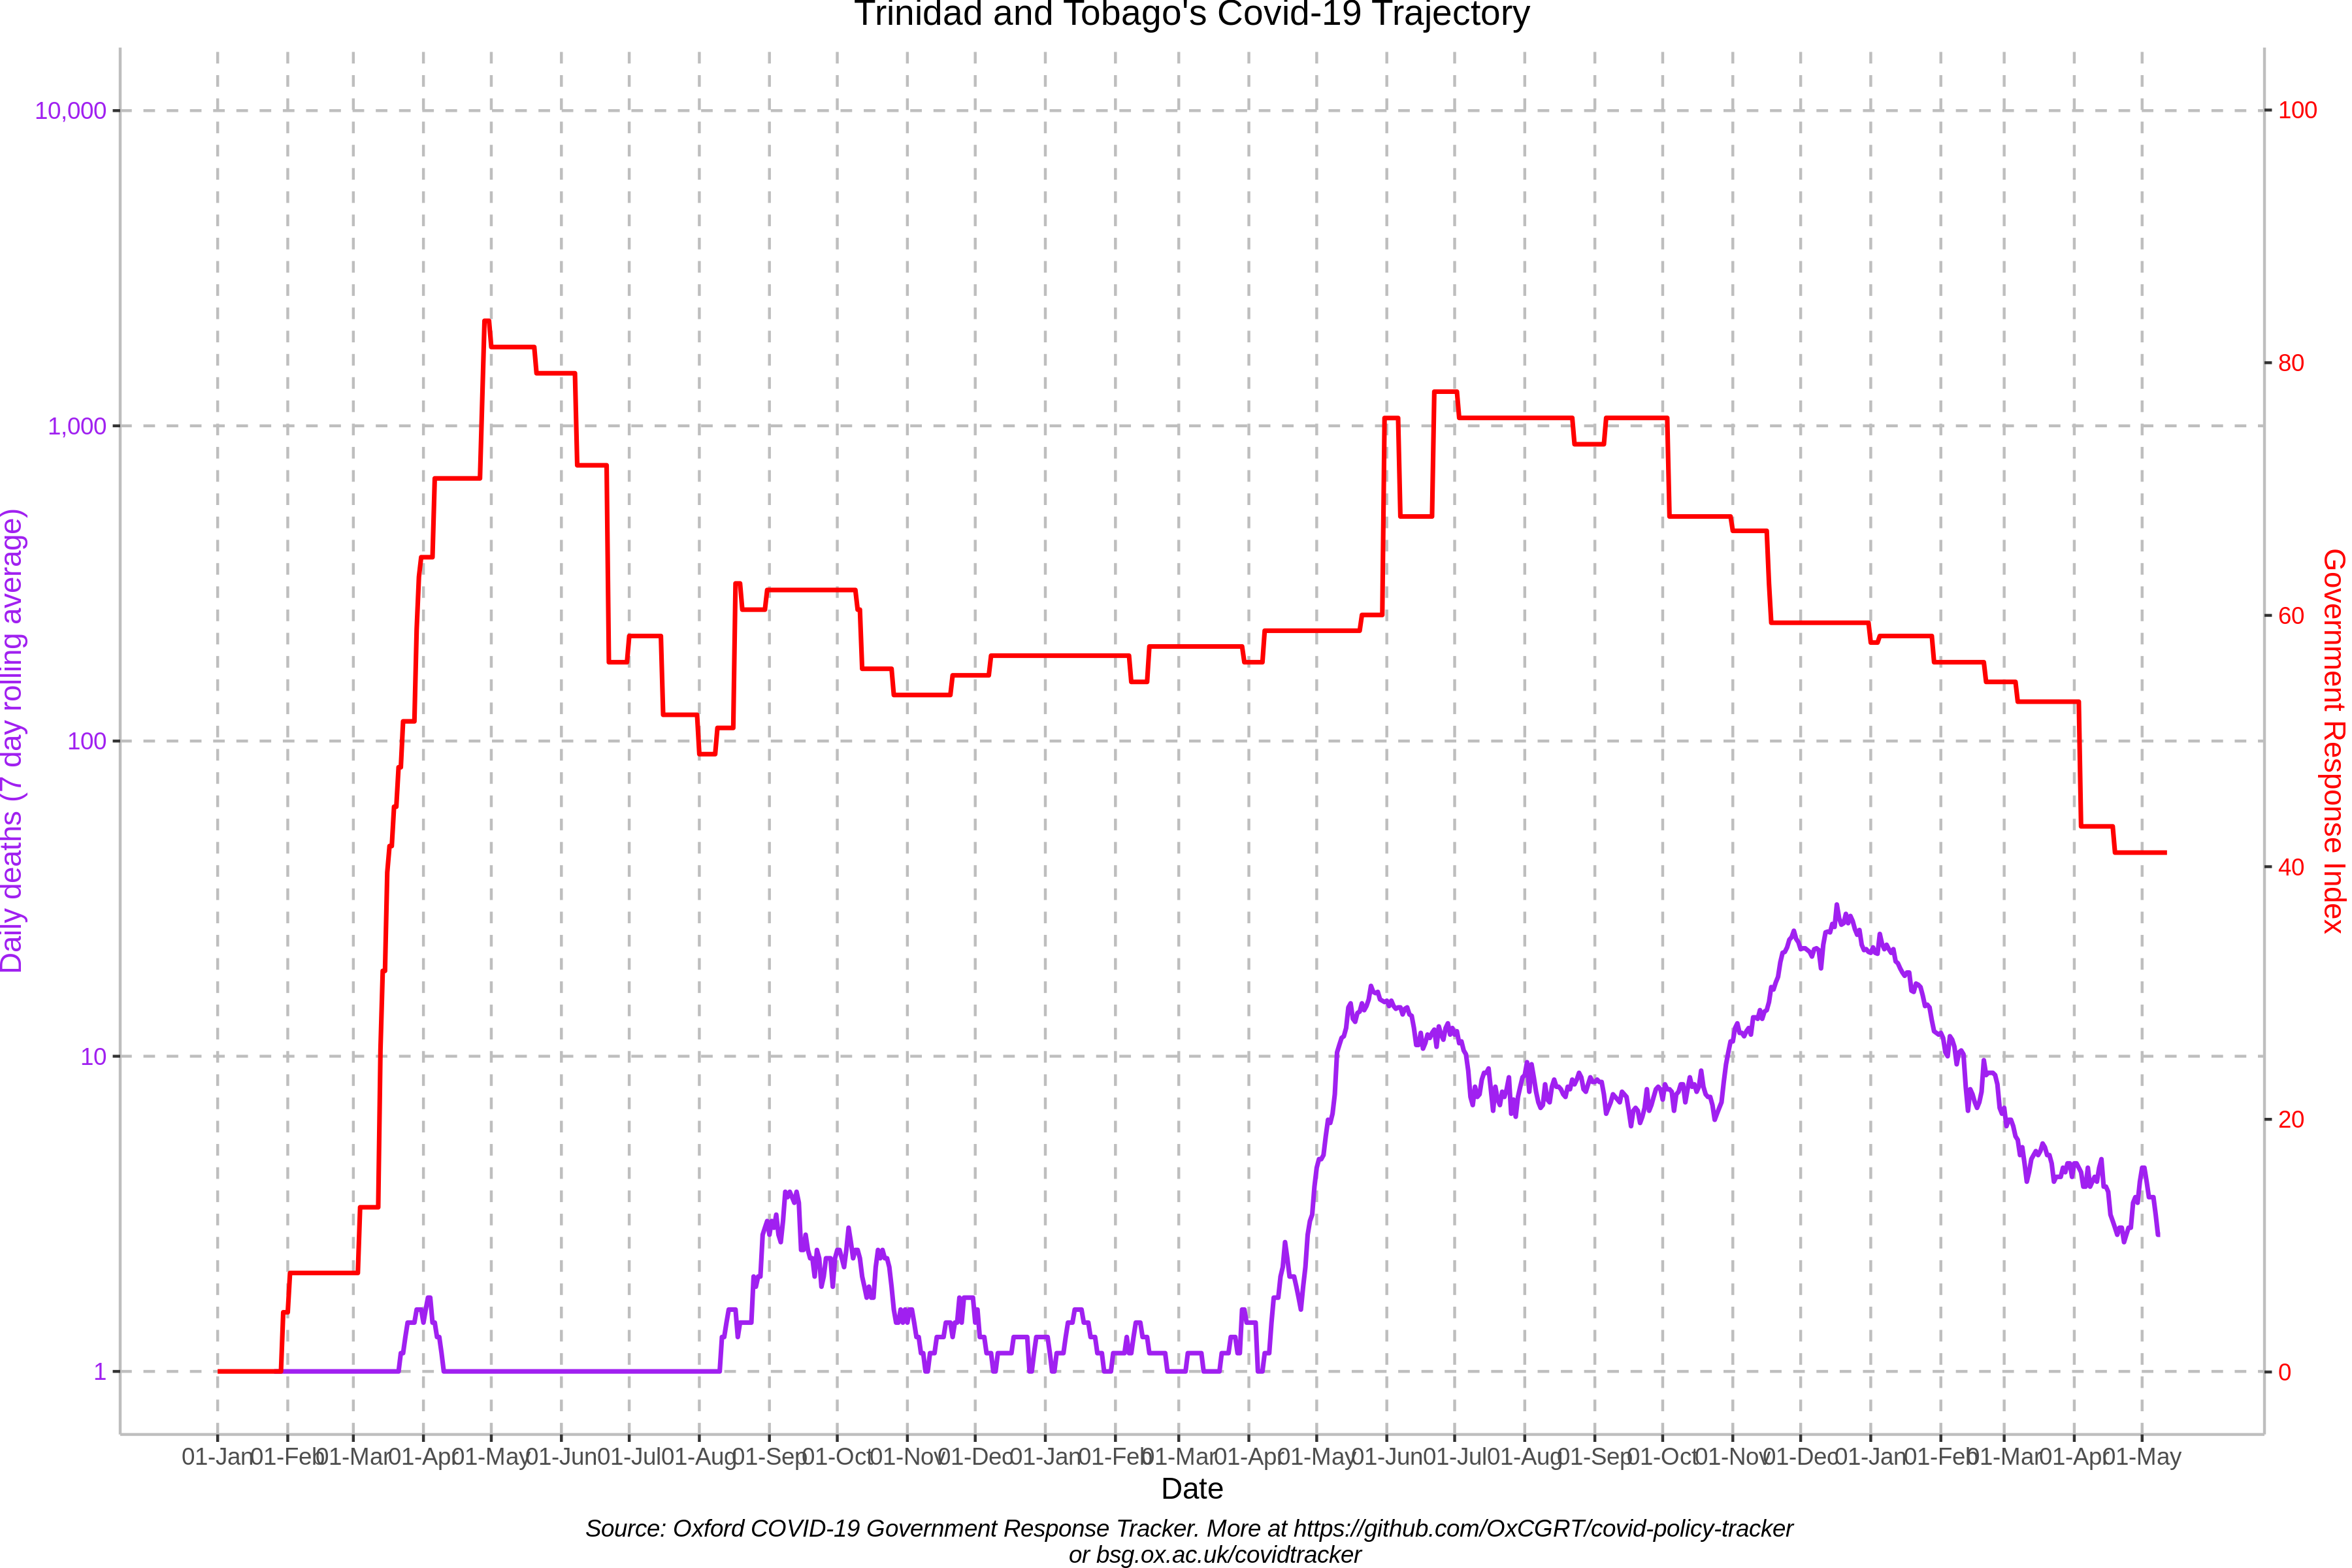 Trinidad and Tobago's Covid-19 Trajectory
10,000
1,000
100
10
1
Daily deaths (7 day rolling average)
100
80
60
40
20
0
Government Response Index
01-Jan 01-Feb 01-Mar 01-Apr 01-May 01-Jun 01-Jul 01-Aug 01-Sep 01-Oct 01-Nov 01-Dec 01-Jan 01-Feb 01-Mar 01-Apr 01-May 01-Jun 01-Jul 01-Aug 01-Sep 01-Oct 01-Nov 01-Dec 01-Jan 01-Feb 01-Mar 01-Apr 01-May
Date
Source: Oxford COVID-19 Government Response Tracker. More at https://github.com/OxCGRT/covid-policy-tracker
or bsg.ox.ac.uk/covidtracker